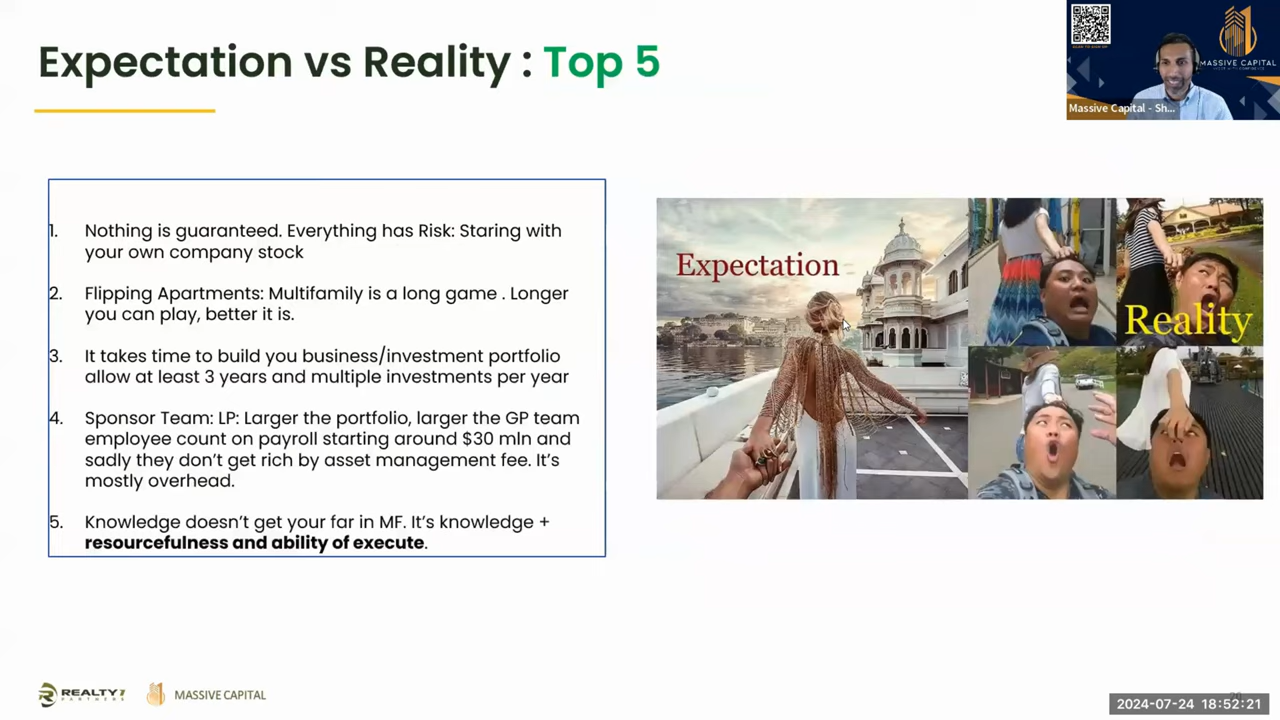 Expectation vs Reality : Top 5
SCAN TO SIGN UP
MASSIVE CAPITAL
Massive Capital - Sh...
1. Nothing is guaranteed. Everything has Risk: Staring with
your own company stock
2. Flipping Apartments: Multifamily is a long game . Longer
you can play, better it is.
3. It takes time to build you business/investment portfolio
allow at least 3 years and multiple investments per year
4. Sponsor Team: LP: Larger the portfolio, larger the GP team
employee count on payroll starting around $30 mln and
sadly they don’t get rich by asset management fee. It’s
mostly overhead.
5. Knowledge doesn’t get your far in MF. It’s knowledge +
resourcefulness and ability of execute.
Expectation
Reality
REALTY
PARTNERS
MASSIVE CAPITAL
2024-07-24 18:52:21